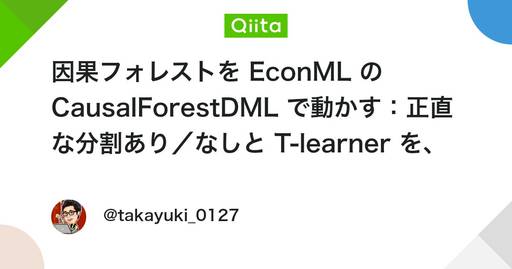 Qiita
因果フォレストを EconML の
CausalForestDML で動かす：正直
な分割あり／なしと T-learner を、
@takayuki_0127